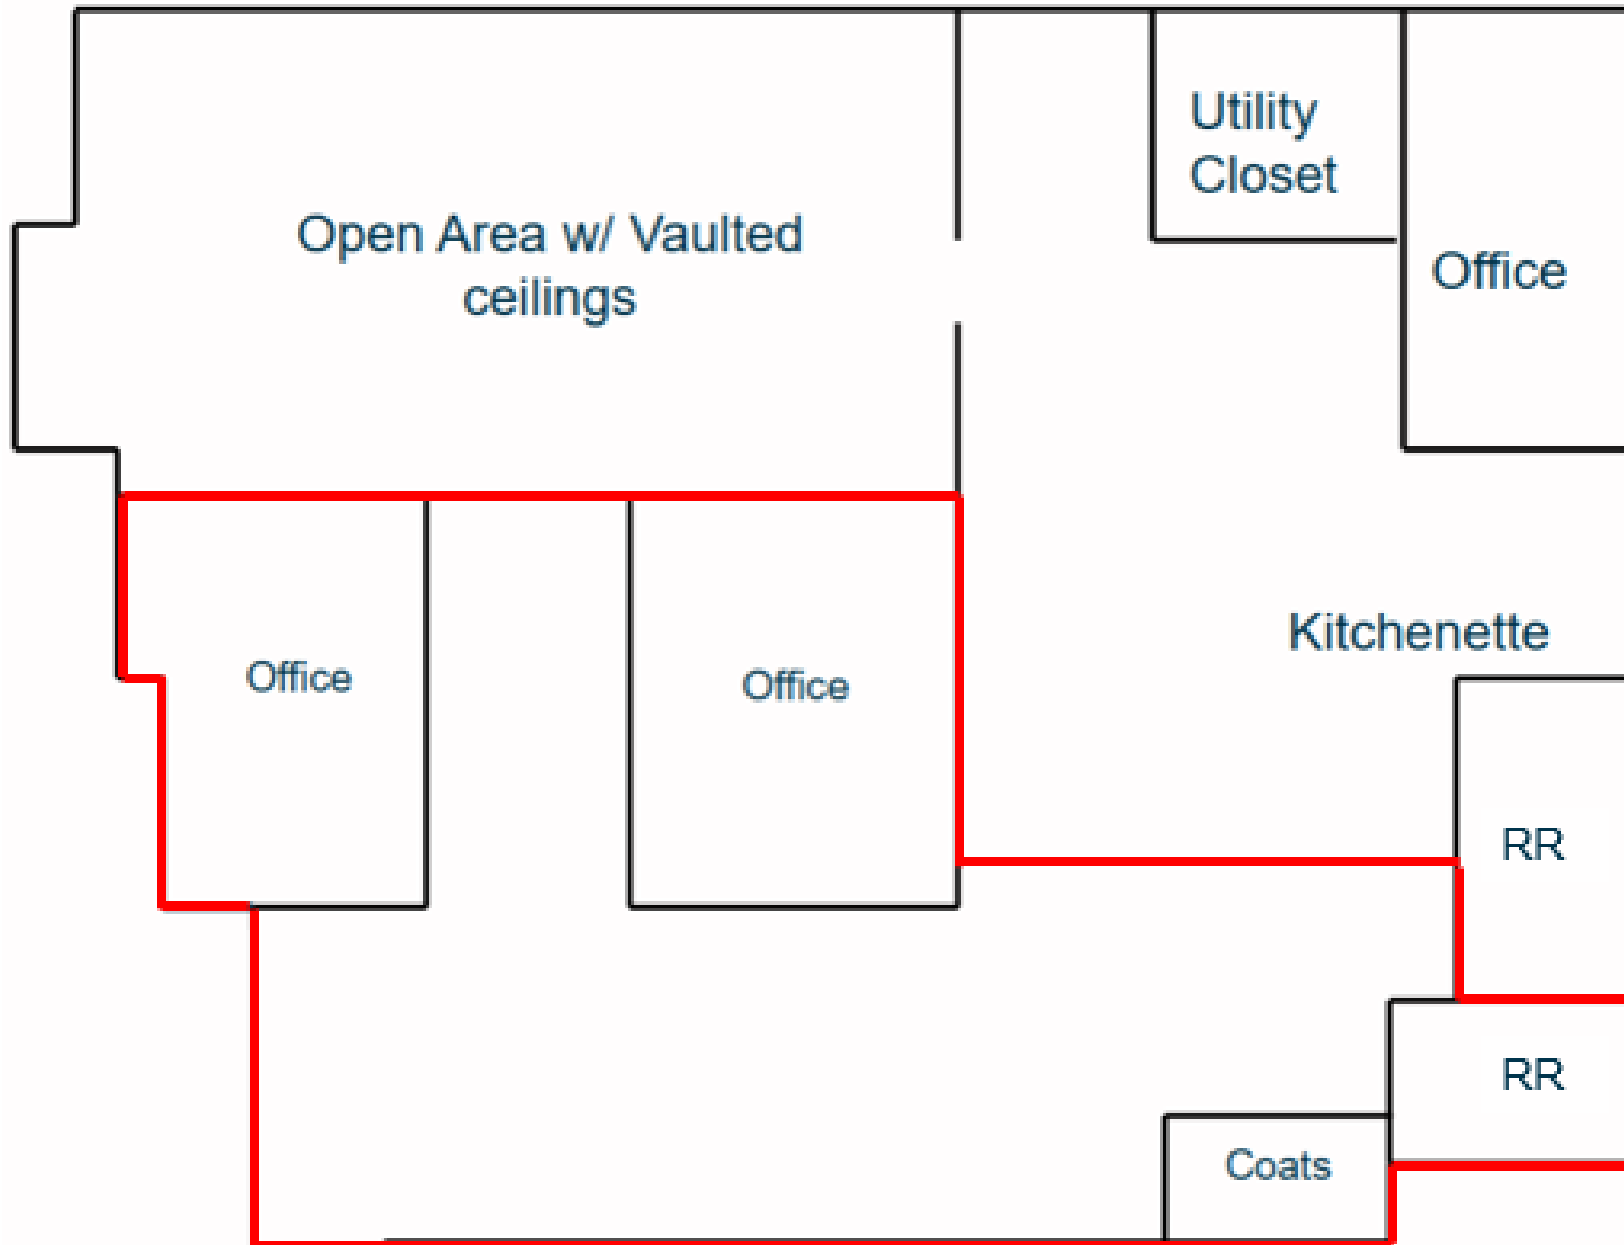 Utility
Closet
Open Area w/ Vaulted
ceilings
Office
Kitchenette
Office
Office
RR
RR
Coats